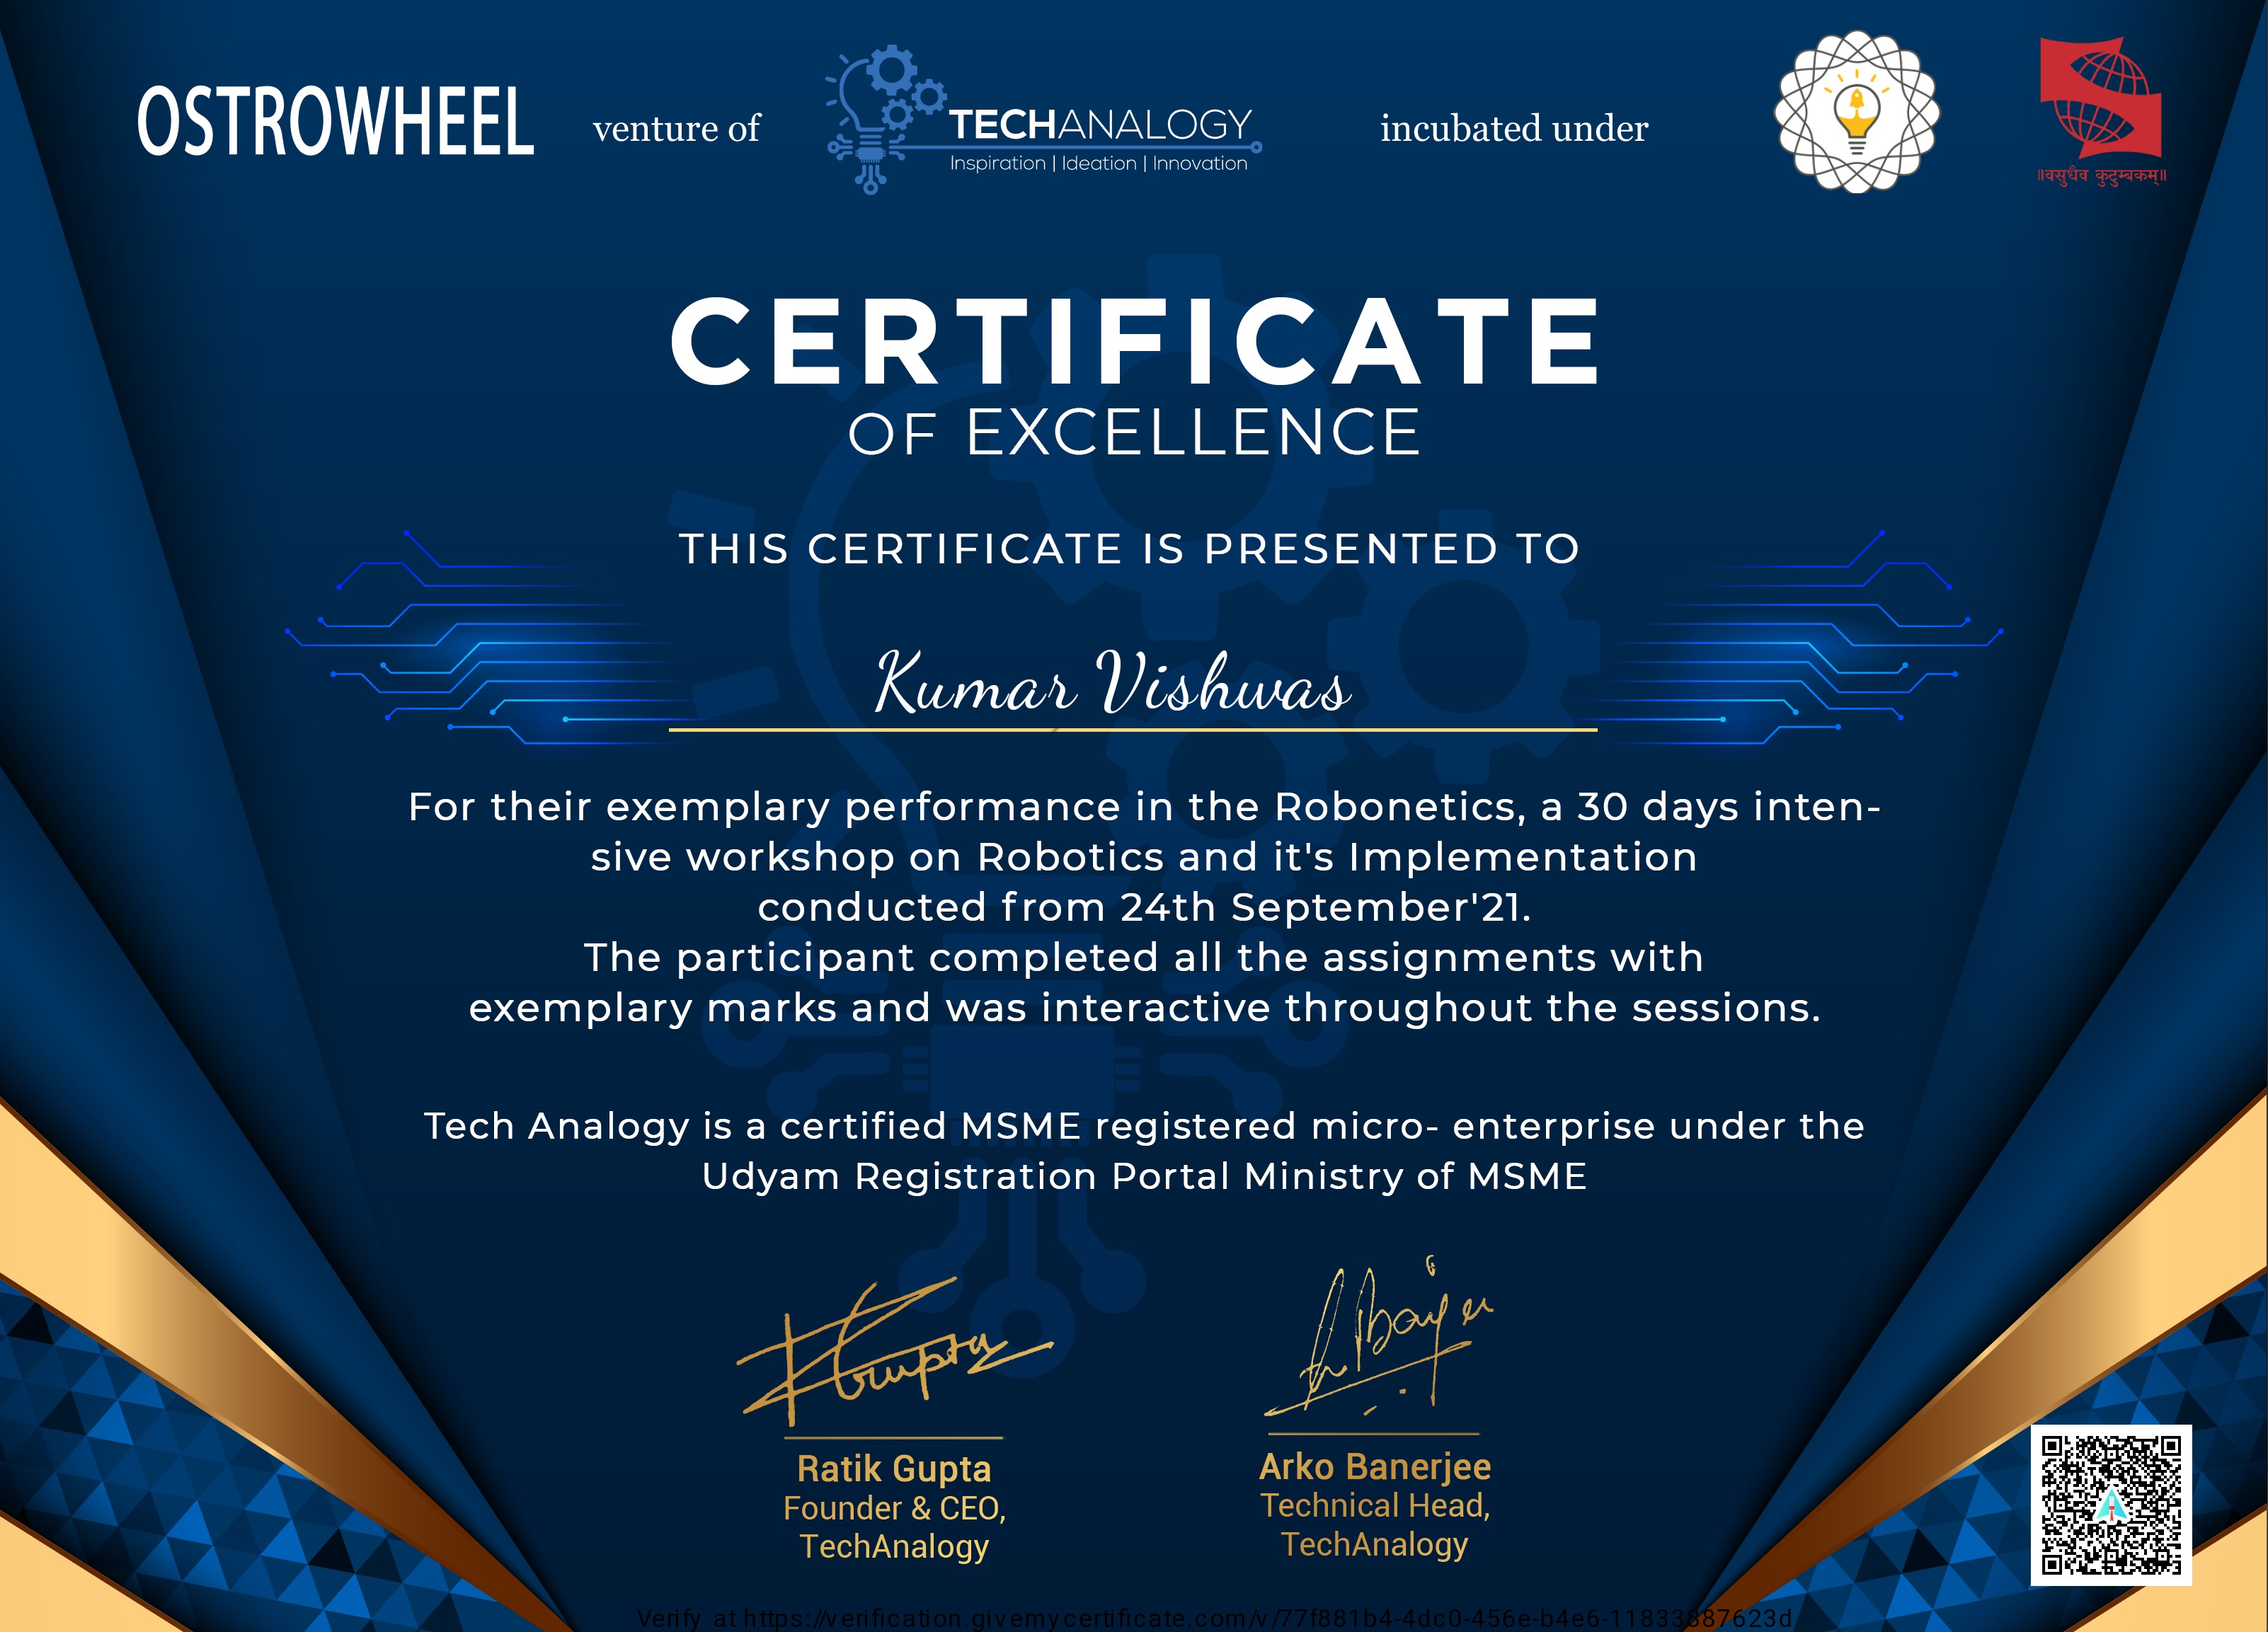 OSTROWHEEL venture of TECHANALOGY incubated under
Inspiration | Ideation | Innovation
॥वसुधैव कुटुम्बकम्॥
CERTIFICATE
OF EXCELLENCE
THIS CERTIFICATE IS PRESENTED TO
Kumar Vishwas
For their exemplary performance in the Robonetics, a 30 days inten-
sive workshop on Robotics and it's Implementation
conducted from 24th September'21.
The participant completed all the assignments with
exemplary marks and was interactive throughout the sessions.
Tech Analogy is a certified MSME registered micro- enterprise under the
Udyam Registration Portal Ministry of MSME
Ratik Gupta
Founder & CEO,
TechAnalogy
Arko Banerjee
Technical Head,
TechAnalogy
Verify at https://verification.givemycertificate.com/v/77f881b4-4dc0-456e-b4e6-11833887623d